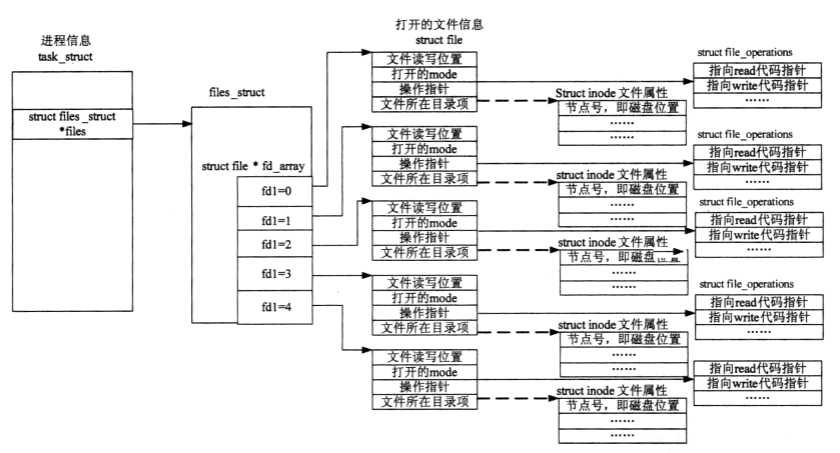 进程信息
task_struct
struct files _struct
*files
files_struct
struct file * fd_array
fd1=0
fd1=1
fd1=2
fd1=3
fd1=4
打开的文件信息
struct file
文件读写位置
打开的mode
操作指针
文件所在目录项
文件读写位置
打开的mode
操作指针
文件所在目录项
文件读写位置
打开的mode
操作指针
文件所在目录项
文件读写位置
打开的mode
操作指针
文件所在目录项
文件读写位置
打开的mode
操作指针
文件所在目录项
Struct inode 文件属性
节点号，即磁盘位置
……
……
struct inode 文件属性
节点号，即磁盘位置
……
……
struct inode 文件属性
节点号，即磁盘位置
……
……
struct inode 文件属性
节点号，即磁盘位置
……
……
struct inode 文件属性
节点号，即磁盘位置
……
……
struct file_operations
指向read代码指针
指向write代码指针
……
struct file_operations
指向read代码指针
指向write代码指针
……
struct file_operations
指向read代码指针
指向write代码指针
……
struct file_operations
指向read代码指针
指向write代码指针
……
指向read代码指针
指向write代码指针
……